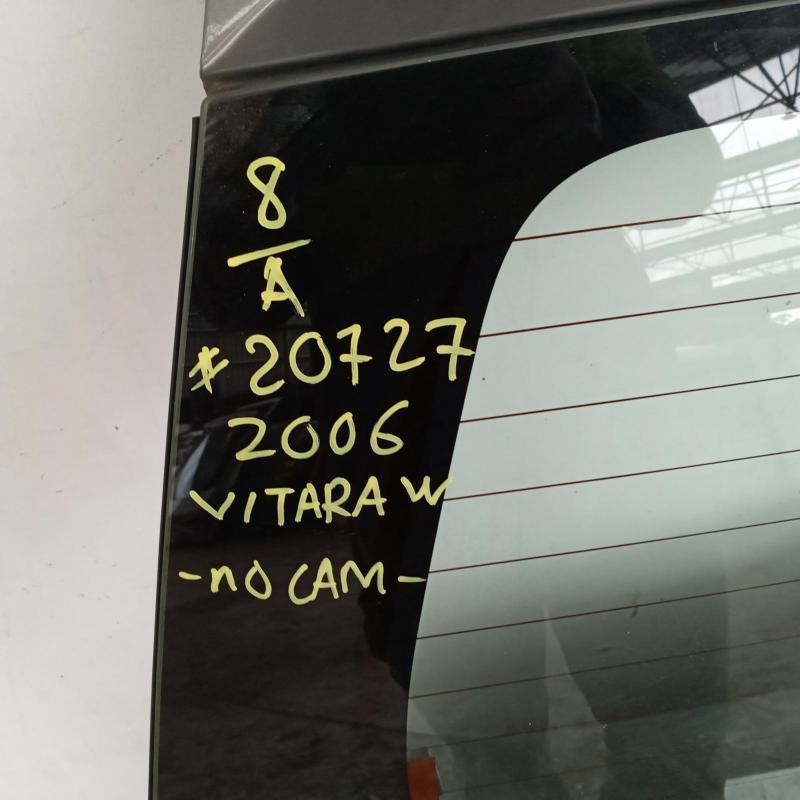 8
A
#20727
2006
VITARA W
-nO CAM-